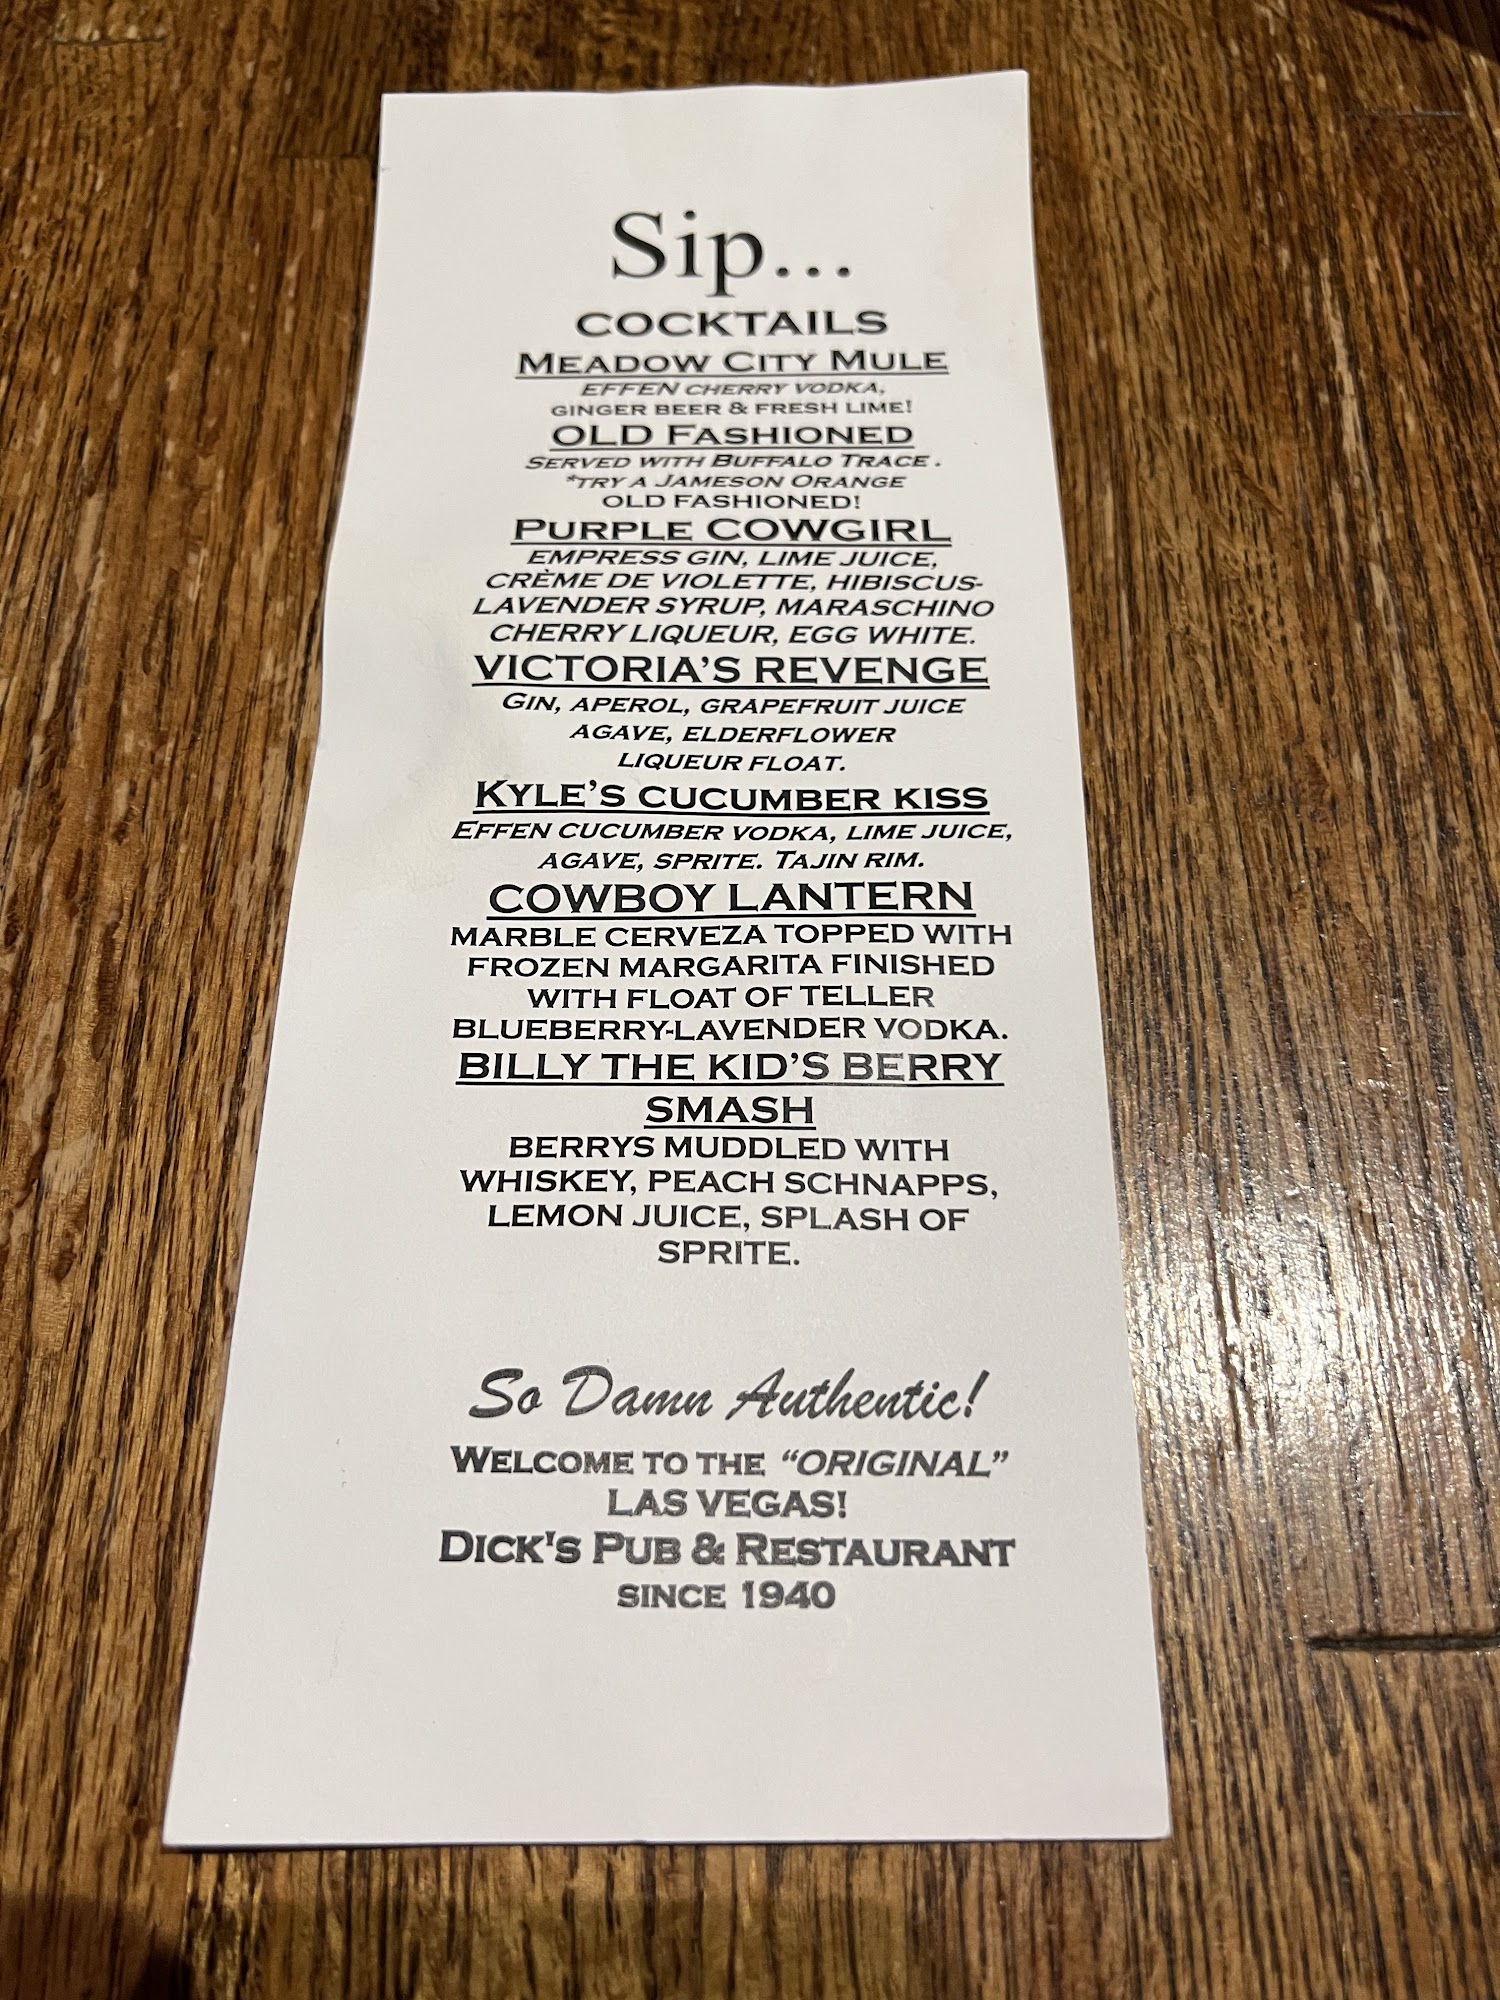 Sip...
COCKTAILS
MEADOW CITY MULE
EFFEN CHERRY VODKA,
GINGER BEER & FRESH LIME!
OLD FASHIONED
SERVED WITH BUFFALO TRACE .
*TRY A JAMESON ORANGE
OLD FASHIONED!
PURPLE COWGIRL
EMPRESS GIN, LIME JUICE,
CRÈME DE VIOLETTE, HIBISCUS-
LAVENDER SYRUP, MARASCHINO
CHERRY LIQUEUR, EGG WHITE.
VICTORIA'S REVENGE
GIN, APEROL, GRAPEFRUIT JUICE
AGAVE, ELDERFLOWER
LIQUEUR FLOAT.
KYLE'S CUCUMBER KISS
EFFEN CUCUMBER VODKA, LIME JUICE,
AGAVE, SPRITE. TAJIN RIM.
COWBOY LANTERN
MARBLE CERVEZA TOPPED WITH
FROZEN MARGARITA FINISHED
WITH FLOAT OF TELLER
BLUEBERRY-LAVENDER VODKA.
BILLY THE KID'S BERRY
SMASH
BERRYS MUDDLED WITH
WHISKEY, PEACH SCHNAPPS,
LEMON JUICE, SPLASH OF
SPRITE.
So Damn Authentic!
WELCOME TO THE "ORIGINAL"
LAS VEGAS!
DICK'S PUB & RESTAURANT
SINCE 1940